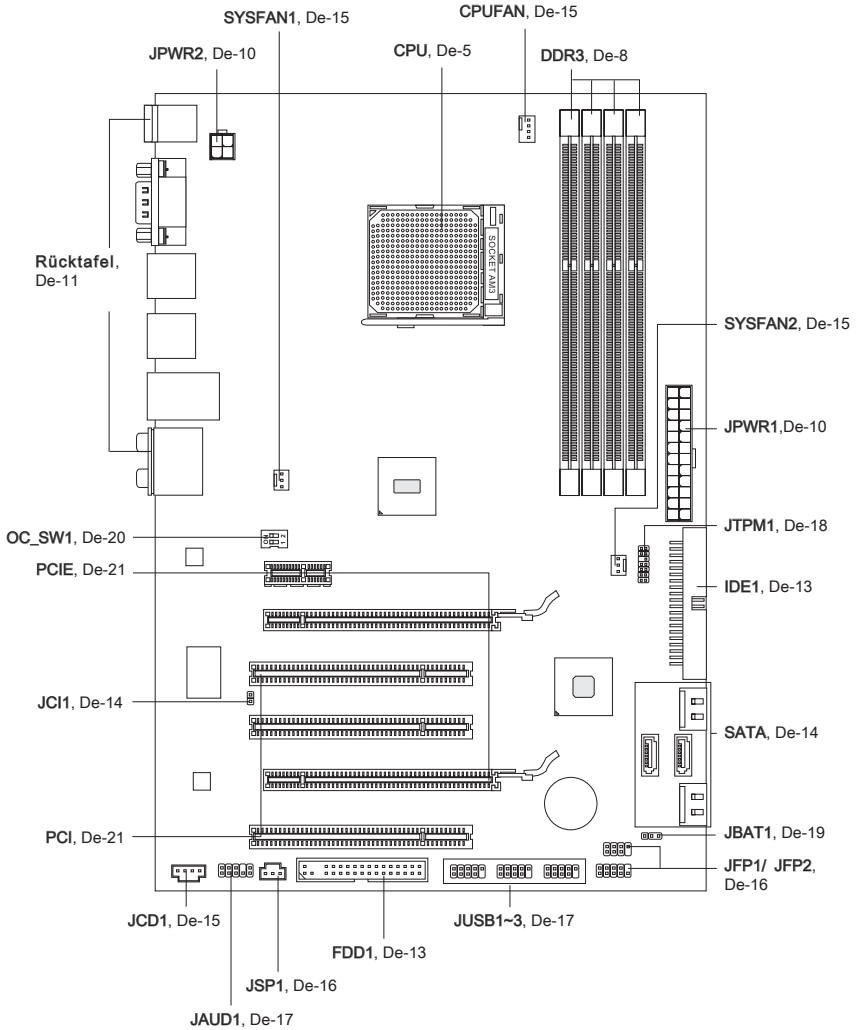 CPUFAN, De-15
SYSFAN1, De-15
JPWR2, De-10
CPU, De-5
DDR3, De-8
SOCKET AM3
Rücktafel,
De-11
SYSFAN2, De-15
JPWR1,De-10
JTPM1, De-18
OC_SW1, De-20
ON
1 2
PCIE, De-21
IDE1, De-13
JCI1, De-14
SATA, De-14
PCI, De-21
JBAT1, De-19
JFP1/ JFP2,
De-16
JCD1, De-15
JUSB1~3, De-17
FDD1, De-13
JSP1, De-16
JAUD1, De-17